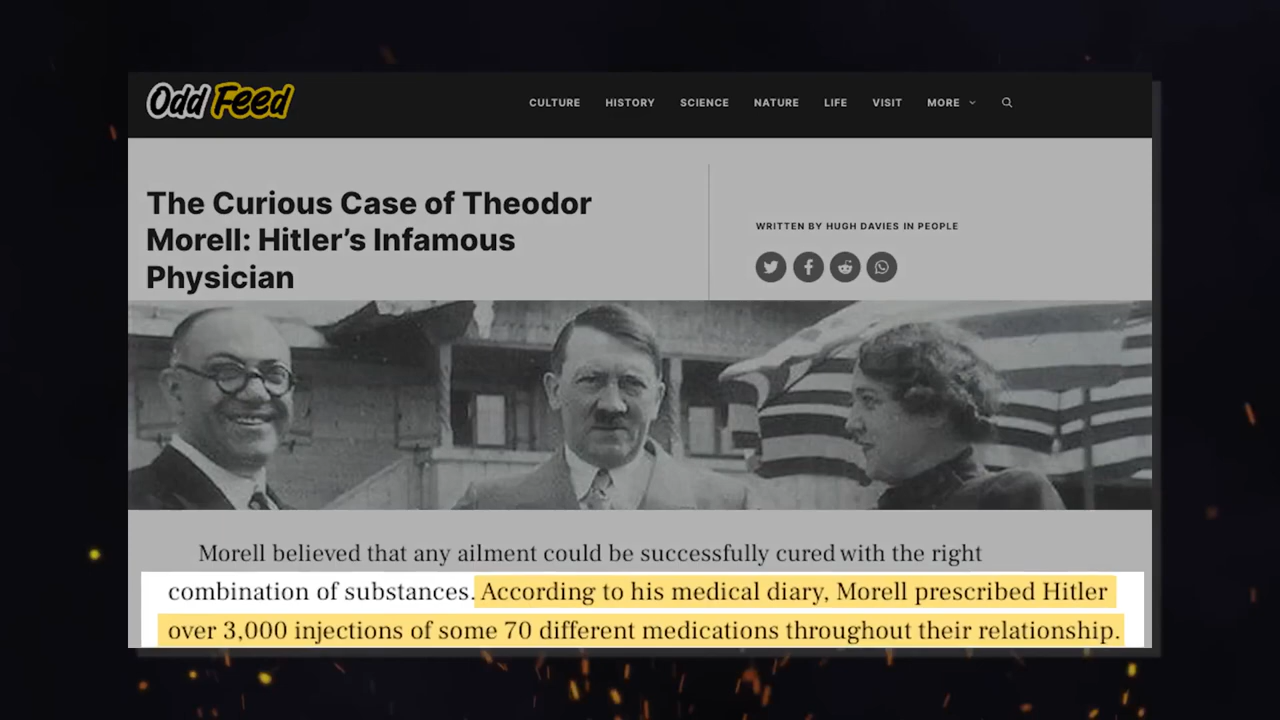 Odd Feed
CULTURE HISTORY SCIENCE NATURE LIFE VISIT MORE
The Curious Case of Theodor
Morell: Hitler’s Infamous
Physician
WRITTEN BY HUGH DAVIES IN PEOPLE
Morell believed that any ailment could be successfully cured with the right
combination of substances. According to his medical diary, Morell prescribed Hitler
over 3,000 injections of some 70 different medications throughout their relationship.